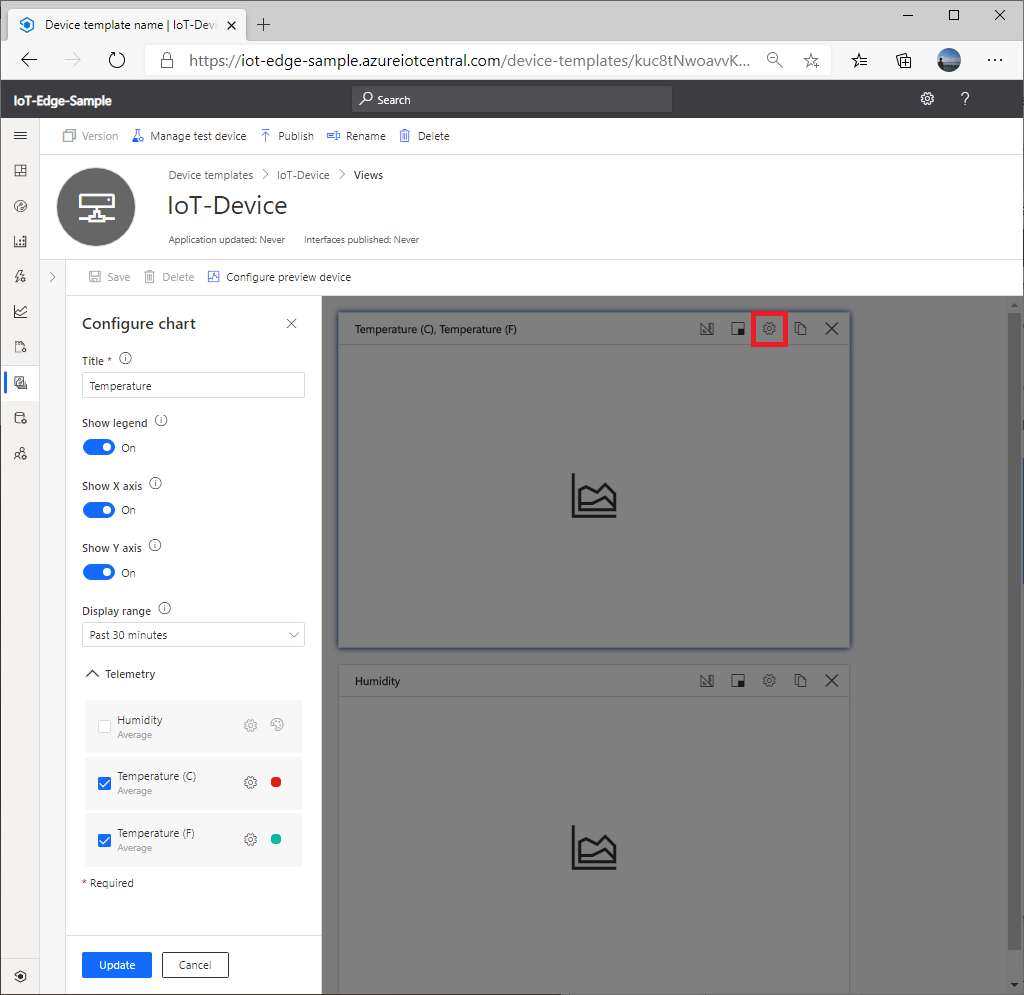 Device template name | IoT-Devi
https://iot-edge-sample.azureiotcentral.com/device-templates/kuc8tNwoavvK...
IoT-Edge-Sample
Search
?
Version
Manage test device
Publish
Rename
Delete
Device templates > IoT-Device > Views
IoT-Device
Application updated: Never
Interfaces published: Never
Save
Delete
Configure preview device
Configure chart
Title *
Temperature
Show legend
On
Show X axis
On
Show Y axis
On
Display range
Past 30 minutes
Telemetry
Humidity
Average
Temperature (C)
Average
Temperature (F)
Average
* Required
Update
Cancel
Temperature (C), Temperature (F)
Humidity